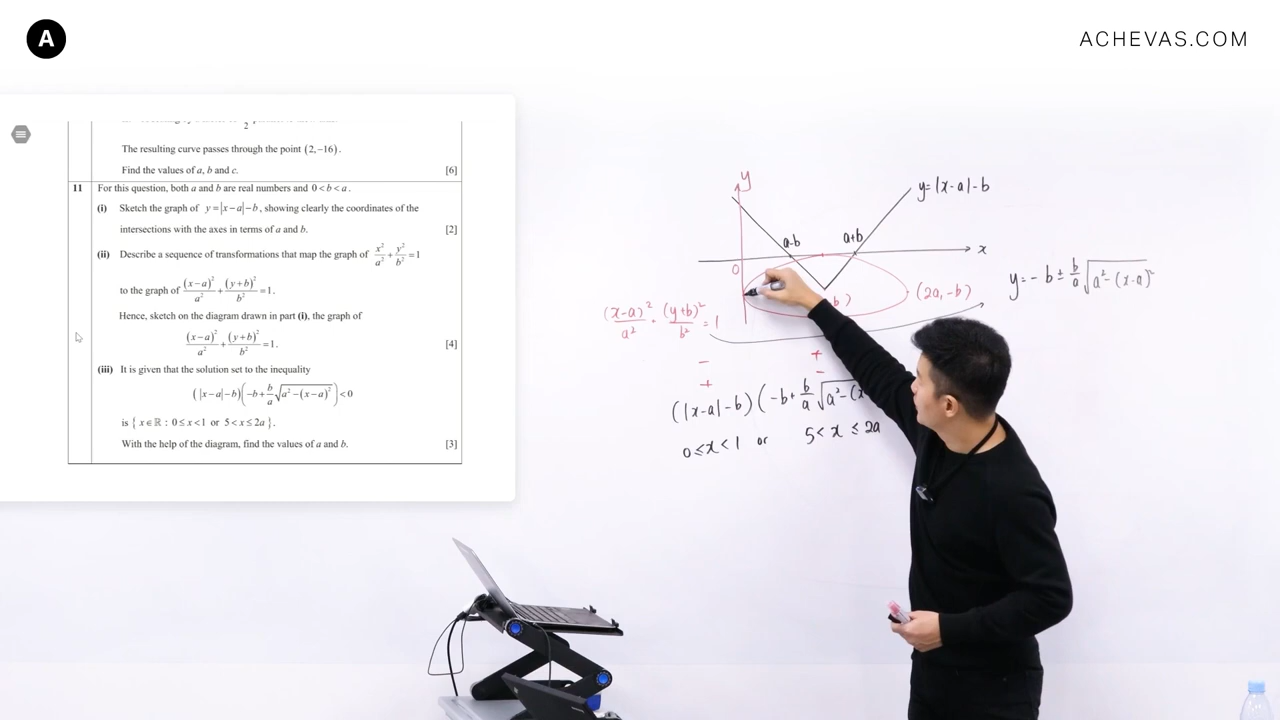 A
ACHEVAS.COM
2
The resulting curve passes through the point (2,−16).
Find the values of a, b and c. [6]
11 For this question, both a and b are real numbers and 0<b<a.
(i) Sketch the graph of y=|x−a|−b, showing clearly the coordinates of the
intersections with the axes in terms of a and b. [2]
(ii) Describe a sequence of transformations that map the graph of x²/a²+y²/b²=1
to the graph of (x−a)²/a²+(y+b)²/b²=1.
Hence, sketch on the diagram drawn in part (i), the graph of
(x−a)²/a²+(y+b)²/b²=1. [4]
(iii) It is given that the solution set to the inequality
(|x−a|−b)(−b+b/a√(a²−(x−a)²))<0
is {x∈ℝ : 0≤x<1 or 5<x≤2a}.
With the help of the diagram, find the values of a and b. [3]
y
y=|x-a|-b
a-b
a+b
x
0
y=-b±b/a√(a²-(x-a)²
(2a,-b)
b)
(x-a)²/a²+(y+b)²/b²=1
- +
+ -
(|x-a|-b)(-b+b/a√a²-(x
0≤x<1 or 5<x≤2a